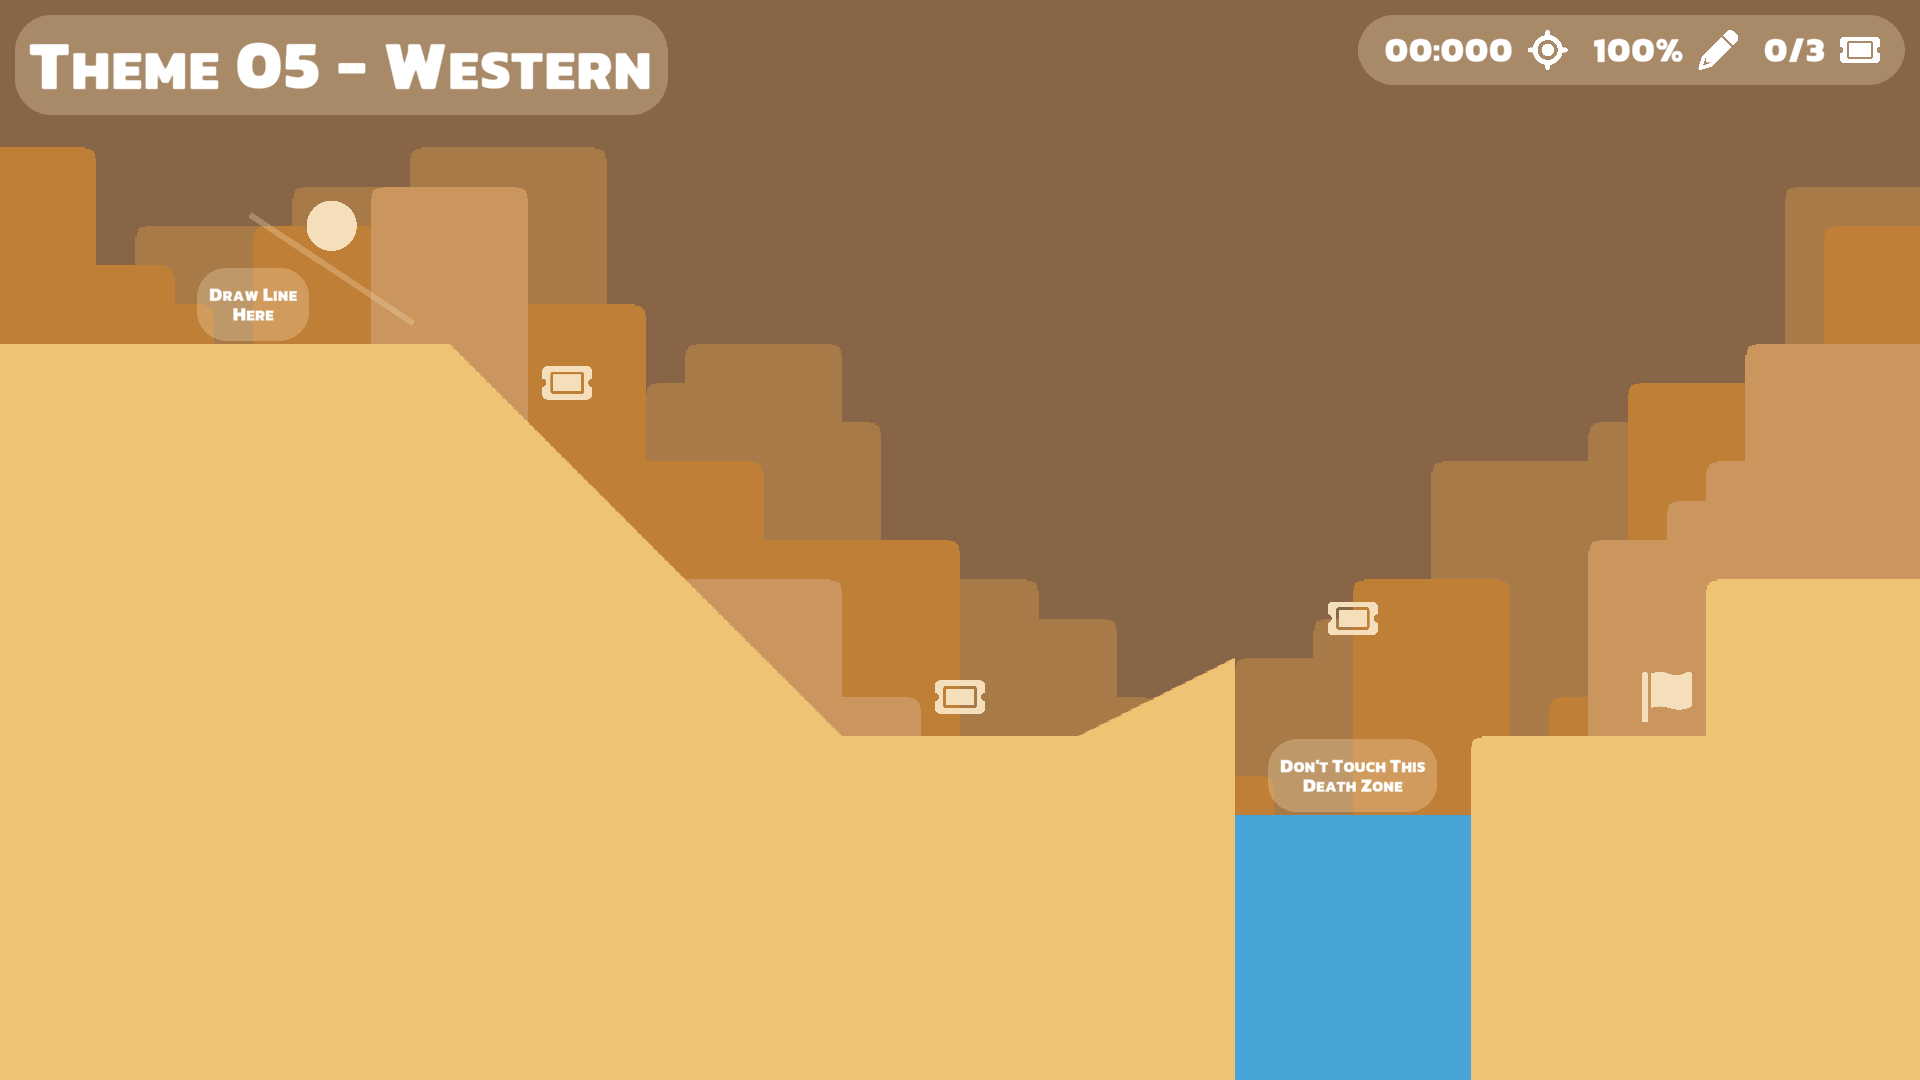 Theme 05 - Western
00:000 100% 0/3
Draw Line
Here
Don't Touch This
Death Zone